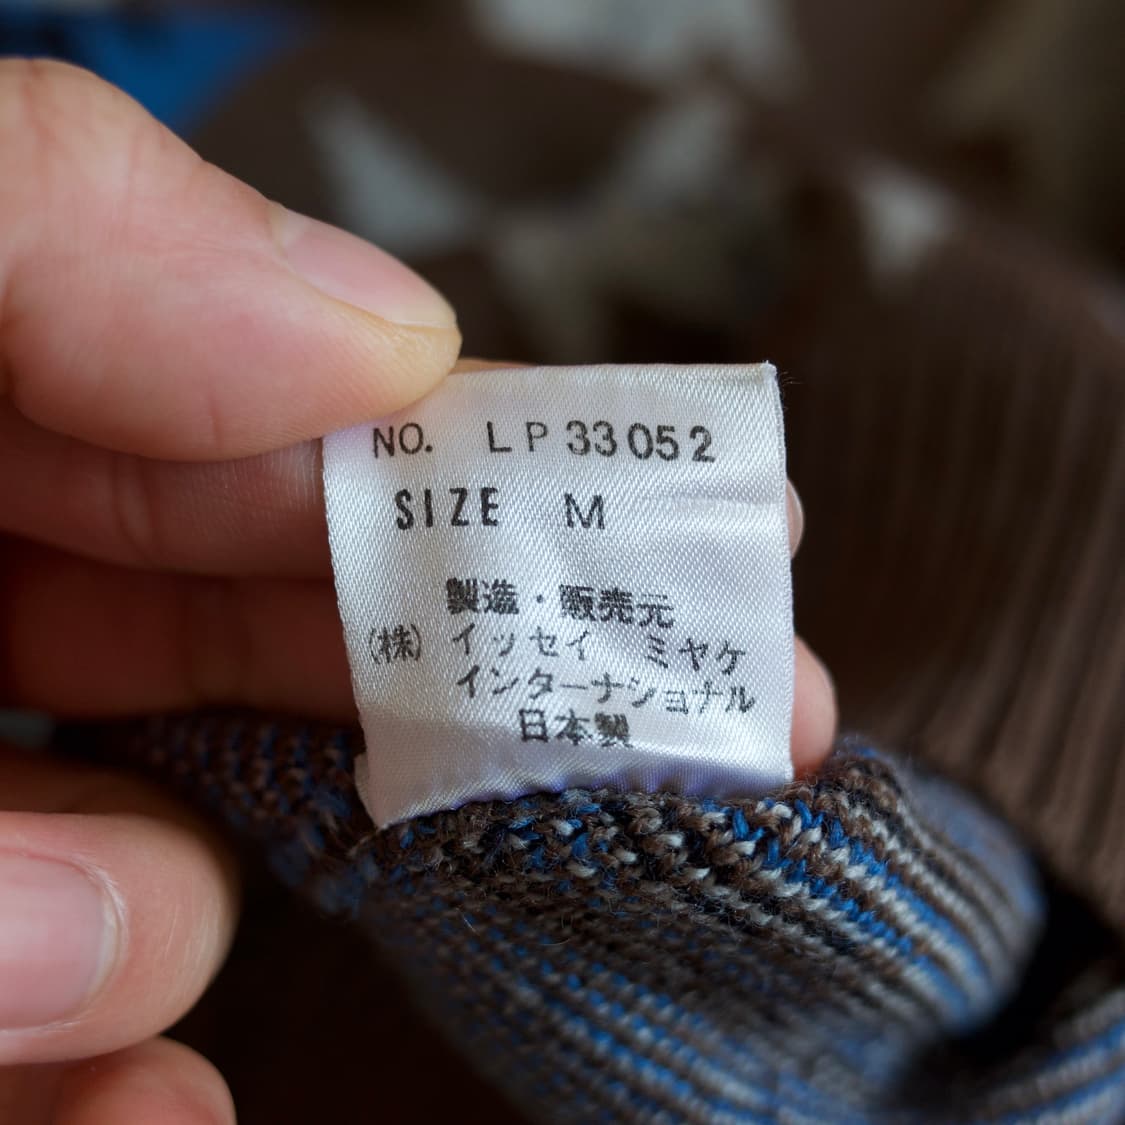 NO. LP33052
SIZE M
製造・販売元
(株) イッセイ ミヤケ
インターナショナル
日本製